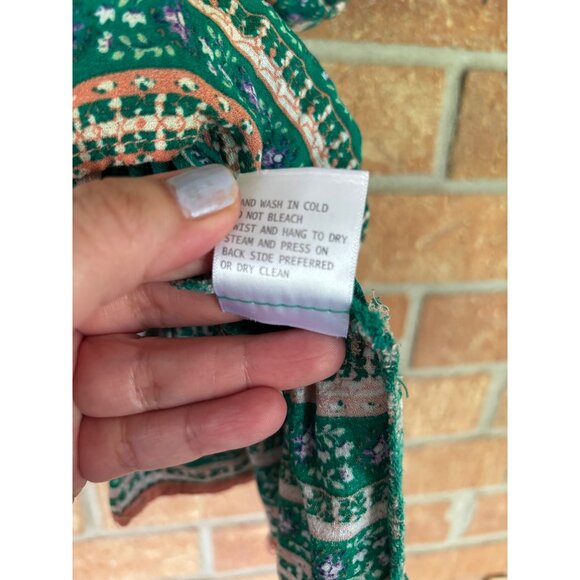 AND WASH IN COLD
NOT BLEACH
WIST AND HANG TO DRY
STEAM AND PRESS ON
BACK SIDE PREFERRED
OR DRY CLEAN